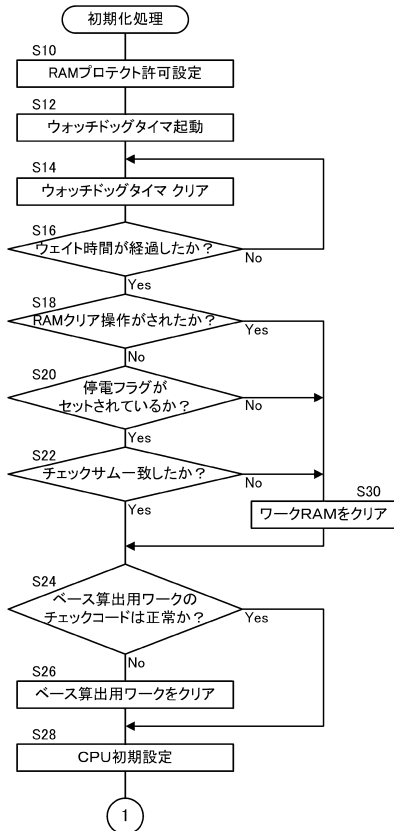 初期化処理
S10
RAMプロテクト許可設定
S12
ウォッチドッグタイマ起動
S14
ウォッチドッグタイマ クリア
S16
ウェイト時間が経過したか？
No
Yes
S18
RAMクリア操作がされたか？
Yes
No
S20
停電フラグが
セットされているか？
No
Yes
S22
チェックサム一致したか？
No
Yes
S30
ワークRAMをクリア
S24
ベース算出用ワークの
チェックコードは正常か？
Yes
No
S26
ベース算出用ワークをクリア
S28
CPU初期設定
1